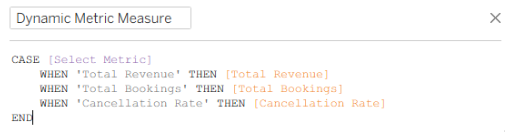 Dynamic Metric Measure
CASE [Select Metric]
    WHEN 'Total Revenue' THEN [Total Revenue]
    WHEN 'Total Bookings' THEN [Total Bookings]
    WHEN 'Cancellation Rate' THEN [Cancellation Rate]
END